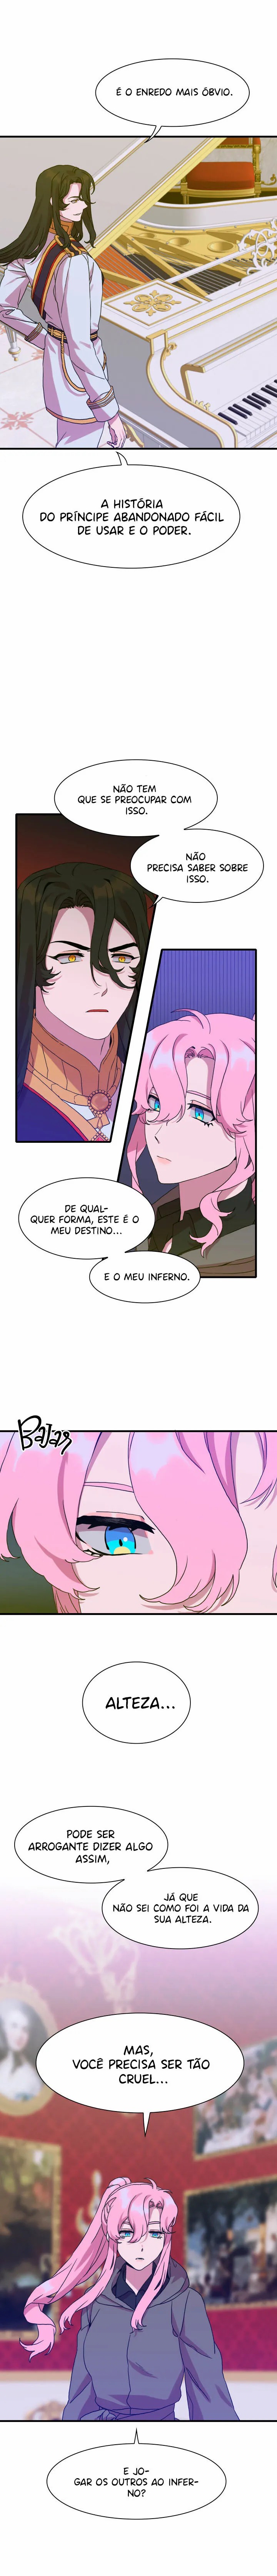 É O ENREDO MAIS ÓBVIO.
A HISTÓRIA
DO PRÍNCIPE ABANDONADO FÁCIL
DE USAR E O PODER.
NÃO TEM
QUE SE PREOCUPAR COM
ISSO.
NÃO
PRECISA SABER SOBRE
ISSO.
DE QUAL-
QUER FORMA, ESTE É O
MEU DESTINO...
E O MEU INFERNO.
BAJAR
ALTEZA...
PODE SER
ARROGANTE DIZER ALGO
ASSIM,
JÁ QUE
NÃO SEI COMO FOI A VIDA DA
SUA ALTEZA.
MAS,
VOCÊ PRECISA SER TÃO
CRUEL...
E JO-
GAR OS OUTROS AO INFER-
NO?